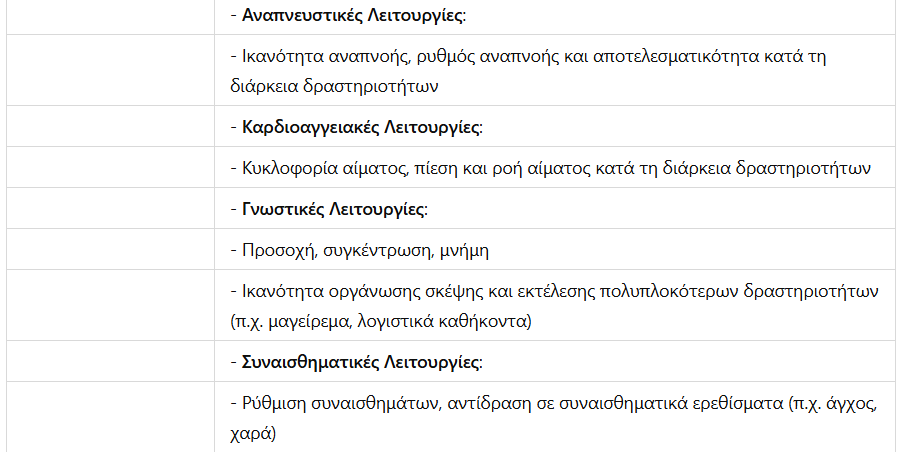 - Αναπνευστικές Λειτουργίες:
- Ικανότητα αναπνοής, ρυθμός αναπνοής και αποτελεσματικότητα κατά τη
διάρκεια δραστηριοτήτων
- Καρδιοαγγειακές Λειτουργίες:
- Κυκλοφορία αίματος, πίεση και ροή αίματος κατά τη διάρκεια δραστηριοτήτων
- Γνωστικές Λειτουργίες:
- Προσοχή, συγκέντρωση, μνήμη
- Ικανότητα οργάνωσης σκέψης και εκτέλεσης πολυπλοκότερων δραστηριοτήτων
(π.χ. μαγείρεμα, λογιστικά καθήκοντα)
- Συναισθηματικές Λειτουργίες:
- Ρύθμιση συναισθημάτων, αντίδραση σε συναισθηματικά ερεθίσματα (π.χ. άγχος,
χαρά)